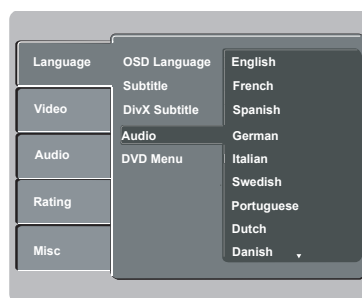 Language
Video
Audio
Rating
Misc
OSD Language
Subtitle
DivX Subtitle
Audio
DVD Menu
English
French
Spanish
German
Italian
Swedish
Portuguese
Dutch
Danish